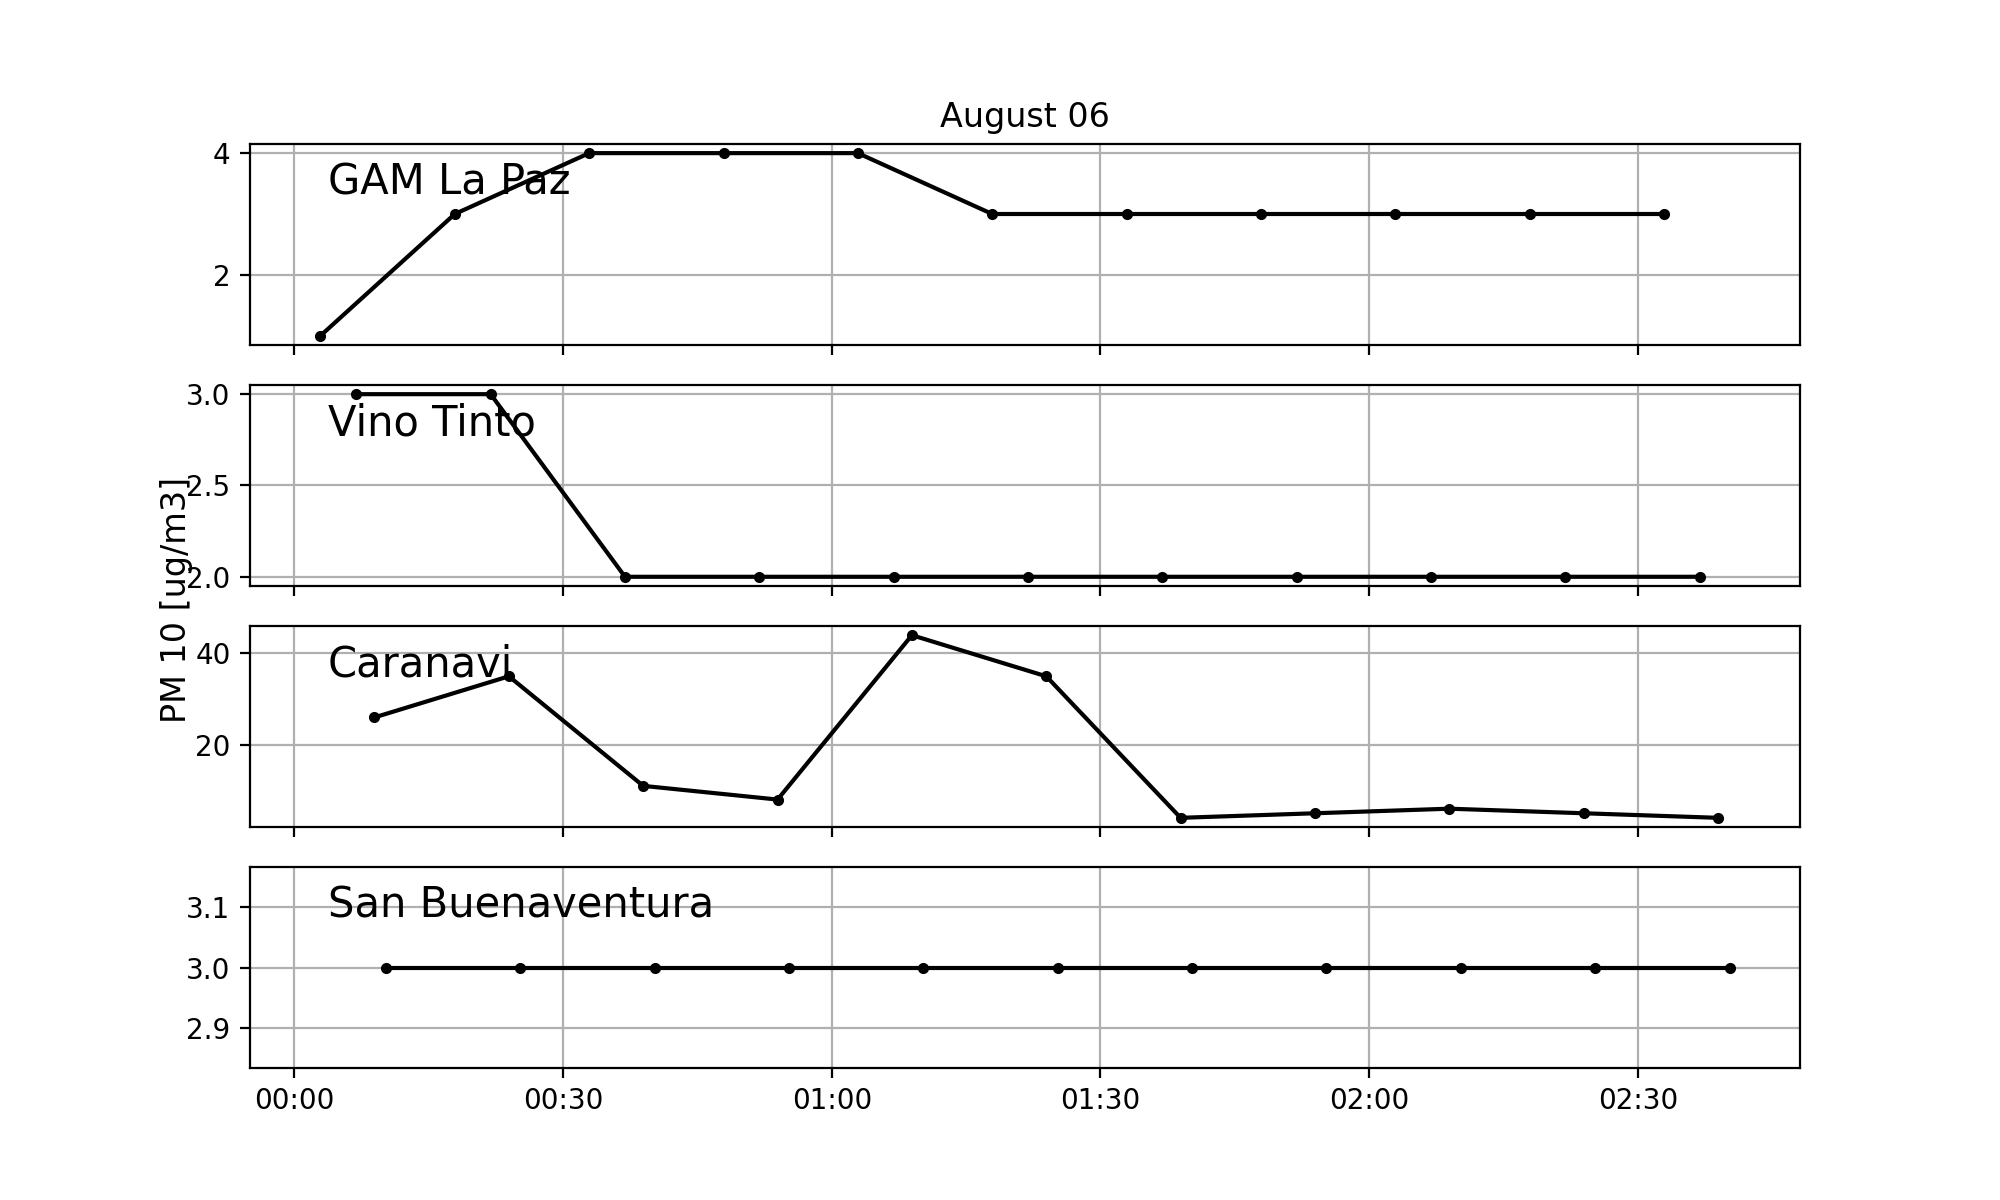 August 06
4
GAM La Paz
2
3.0
Vino Tinto
2.5
2.0
PM 10 [ug/m3]
40
Caranavi
20
3.1
San Buenaventura
3.0
2.9
00:00 00:30 01:00 01:30 02:00 02:30